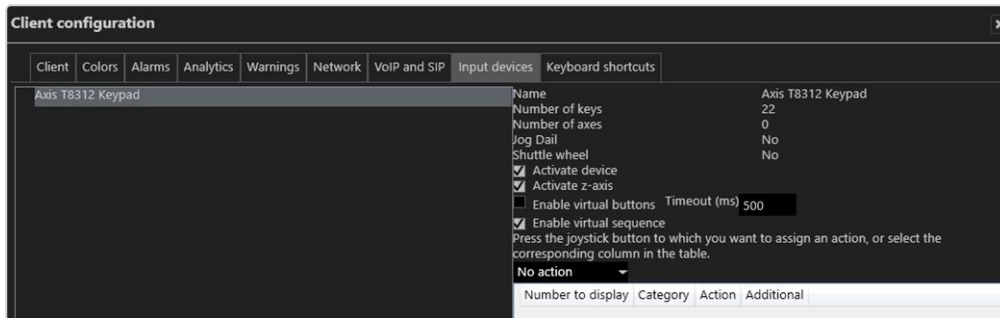 Client configuration
Client Colors Alarms Analytics Warnings Network VoIP and SIP Input devices Keyboard shortcuts
Axis T8312 Keypad
Name Axis T8312 Keypad
Number of keys 22
Number of axes 0
Jog Dail No
Shuttle wheel No
Activate device
Activate z-axis
Enable virtual buttons Timeout (ms) 500
Enable virtual sequence
Press the joystick button to which you want to assign an action, or select the
corresponding column in the table.
No action
Number to display Category Action Additional